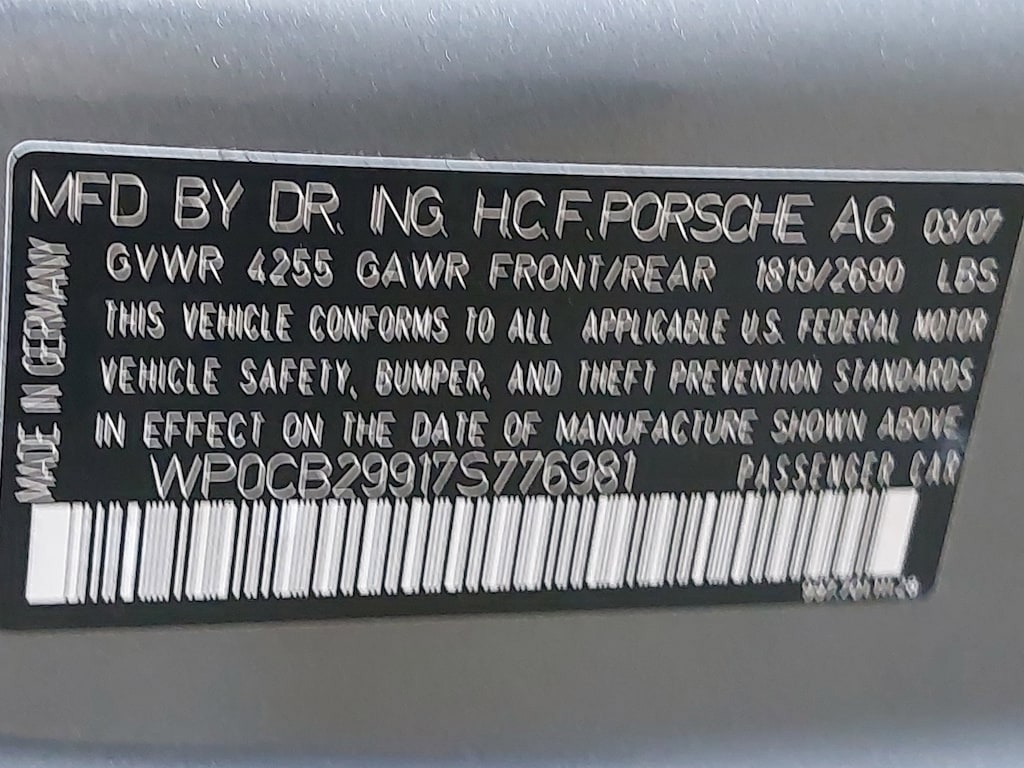 MFD BY DR. ING. H.C.F. PORSCHE AG 03/07
GVWR 4255 GAWR FRONT/REAR 1819/2690 LBS
THIS VEHICLE CONFORMS TO ALL APPLICABLE U.S. FEDERAL MOTOR
VEHICLE SAFETY, BUMPER, AND THEFT PREVENTION STANDARDS
IN EFFECT ON THE DATE OF MANUFACTURE SHOWN ABOVE
WP0CB29917S776981 PASSENGER CAR
MADE IN GERMANY